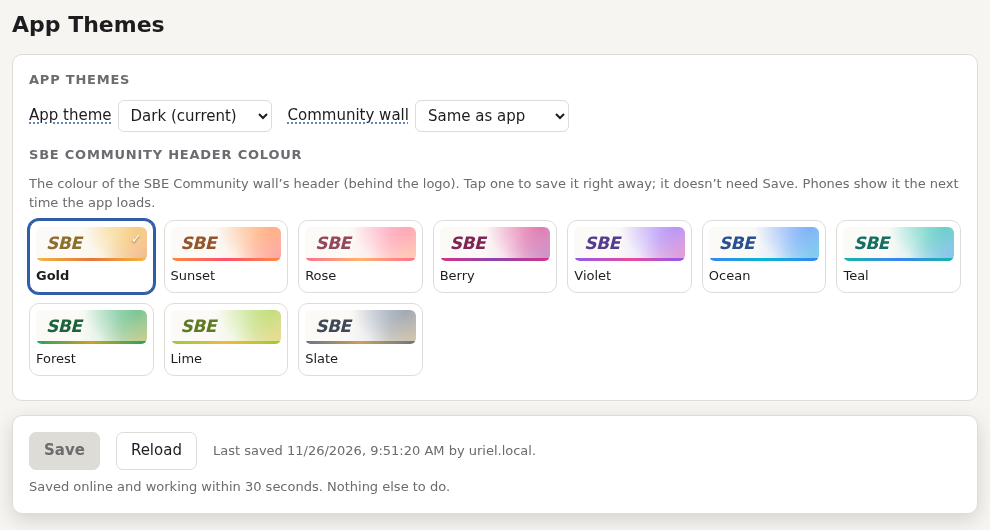 App Themes
APP THEMES
App theme Dark (current) Community wall Same as app
SBE COMMUNITY HEADER COLOUR
The colour of the SBE Community wall’s header (behind the logo). Tap one to save it right away; it doesn’t need Save. Phones show it the next
time the app loads.
SBE SBE SBE SBE SBE SBE SBE
Gold Sunset Rose Berry Violet Ocean Teal
SBE SBE SBE
Forest Lime Slate
Save Reload Last saved 11/26/2026, 9:51:20 AM by uriel.local.
Saved online and working within 30 seconds. Nothing else to do.